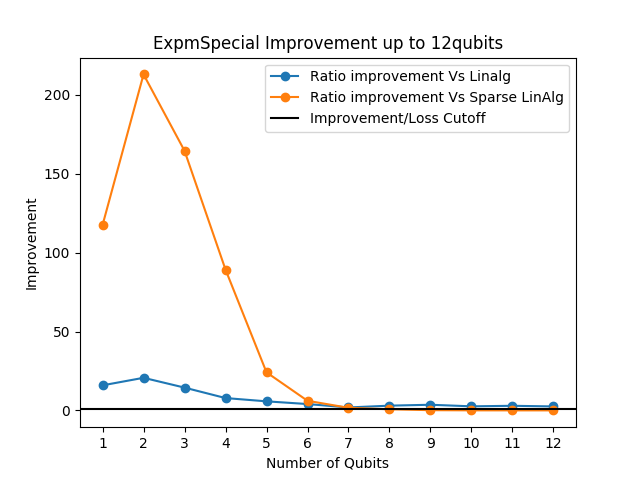 ExpmSpecial Improvement up to 12qubits
Ratio improvement Vs Linalg
Ratio improvement Vs Sparse LinAlg
Improvement/Loss Cutoff
Improvement
200
150
100
50
0
1 2 3 4 5 6 7 8 9 10 11 12
Number of Qubits